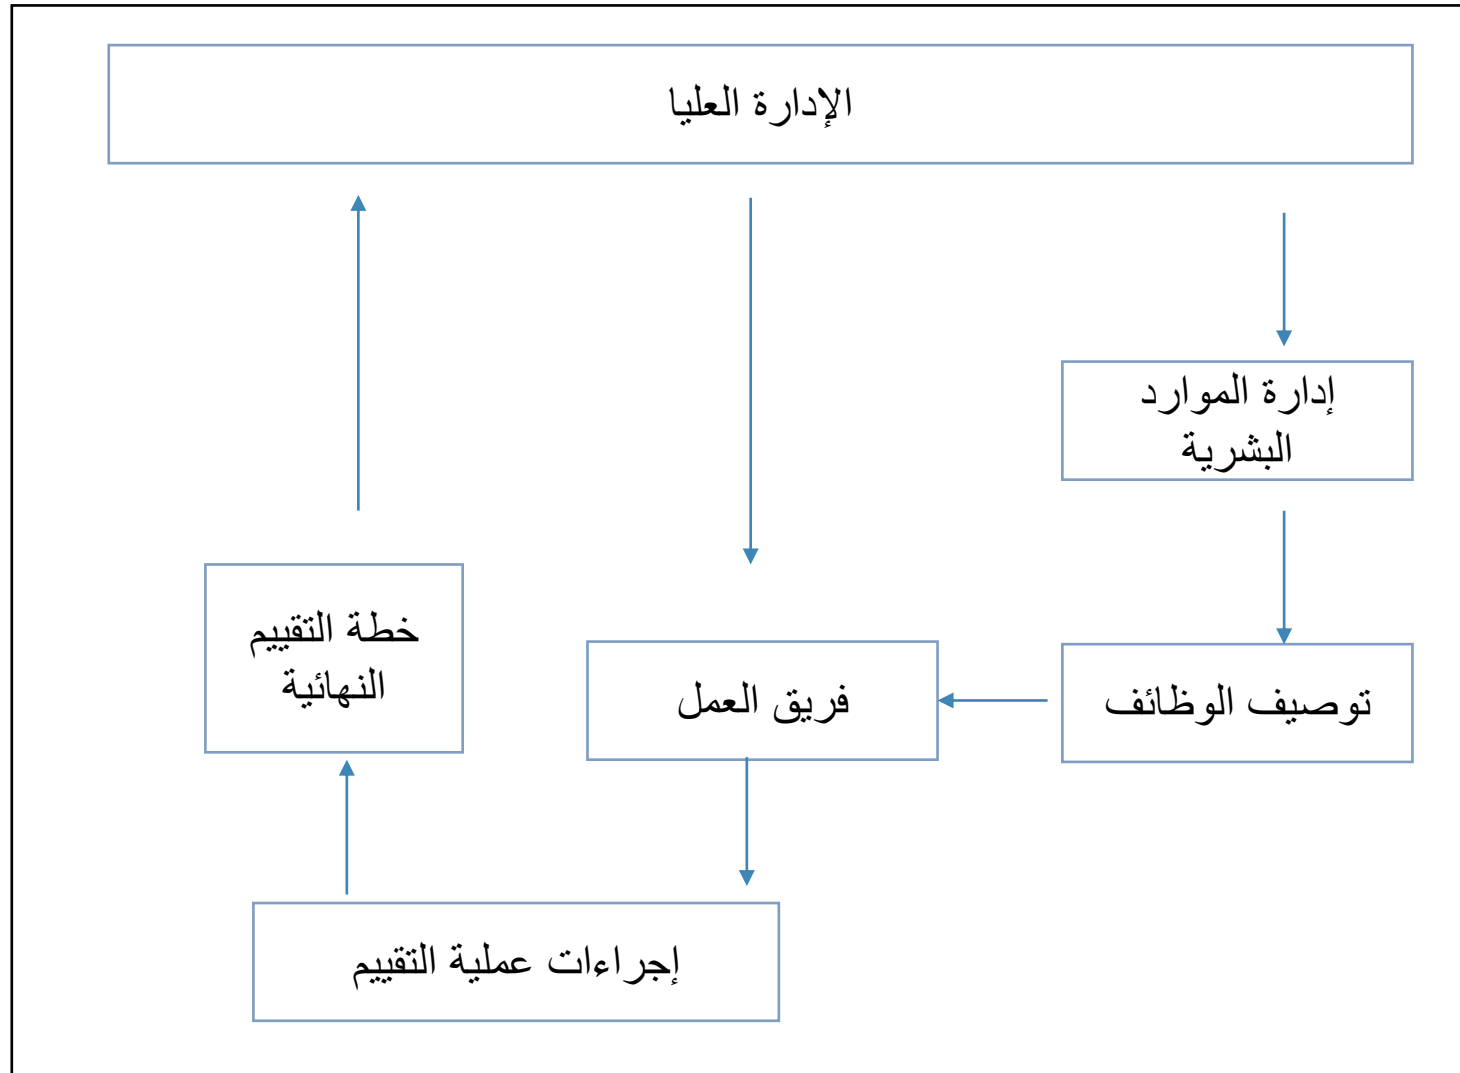 الإدارة العليا
إدارة الموارد
البشرية
خطة التقييم
النهائية
فريق العمل
توصيف الوظائف
إجراءات عملية التقييم